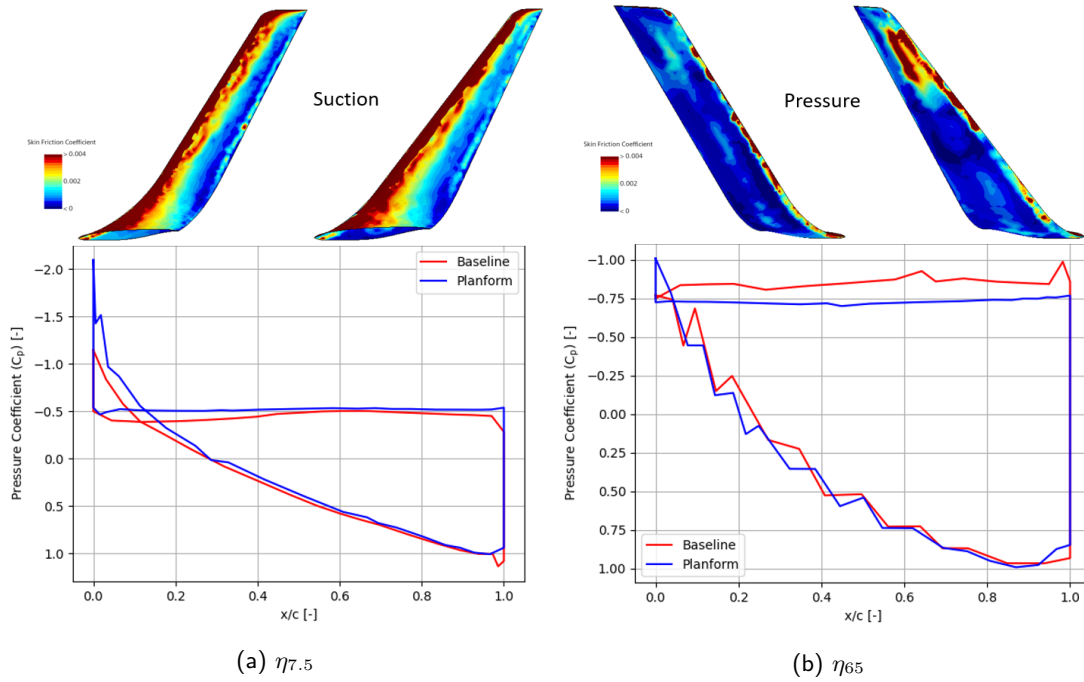 Suction
Pressure
Skin Friction Coefficient
> 0.004
0.002
< 0
Skin Friction Coefficient
> 0.004
0.002
< 0
Pressure Coefficient (Cp) [-]
−2.0
−1.5
−1.0
−0.5
0.0
0.5
1.0
Baseline
Planform
0.0 0.2 0.4 0.6 0.8 1.0
x/c [-]
(a) η7.5
Pressure Coefficient (Cp) [-]
−1.00
−0.75
−0.50
−0.25
0.00
0.25
0.50
0.75
1.00
Baseline
Planform
0.0 0.2 0.4 0.6 0.8 1.0
x/c [-]
(b) η65